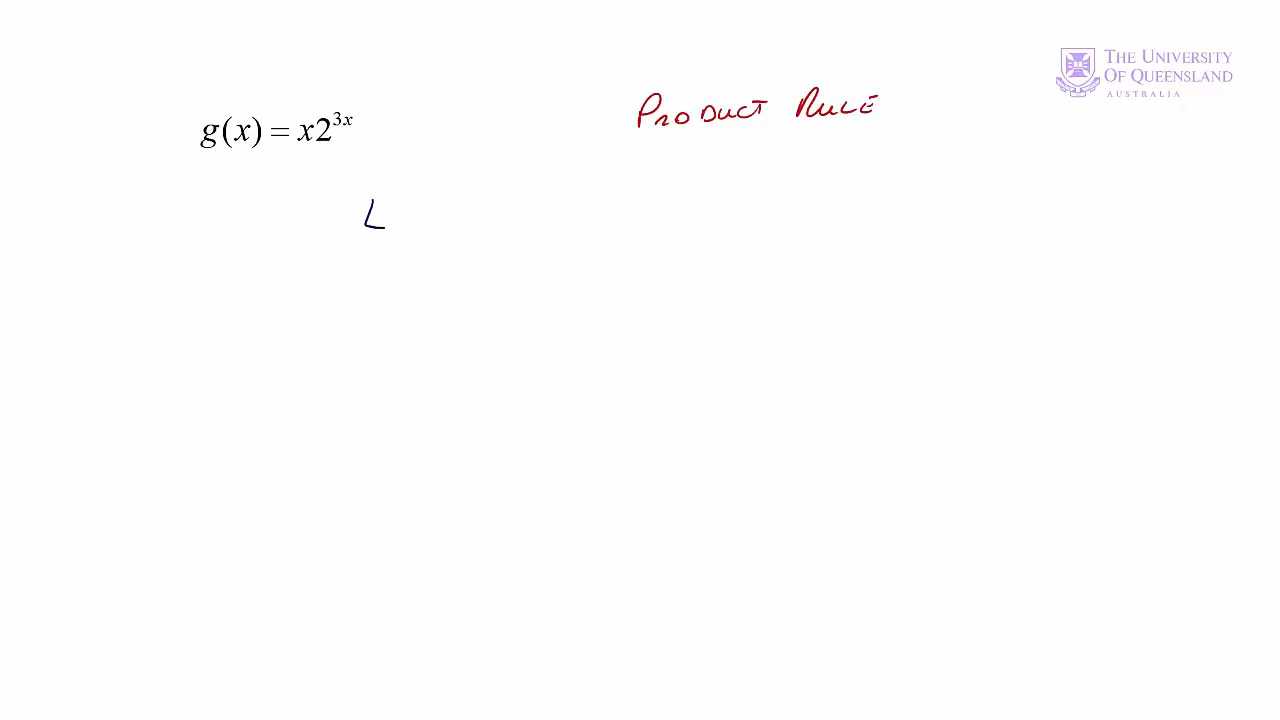 THE UNIVERSITY
OF QUEENSLAND
AUSTRALIA
PRODUCT RULE
g(x) = x2^{3x}
L